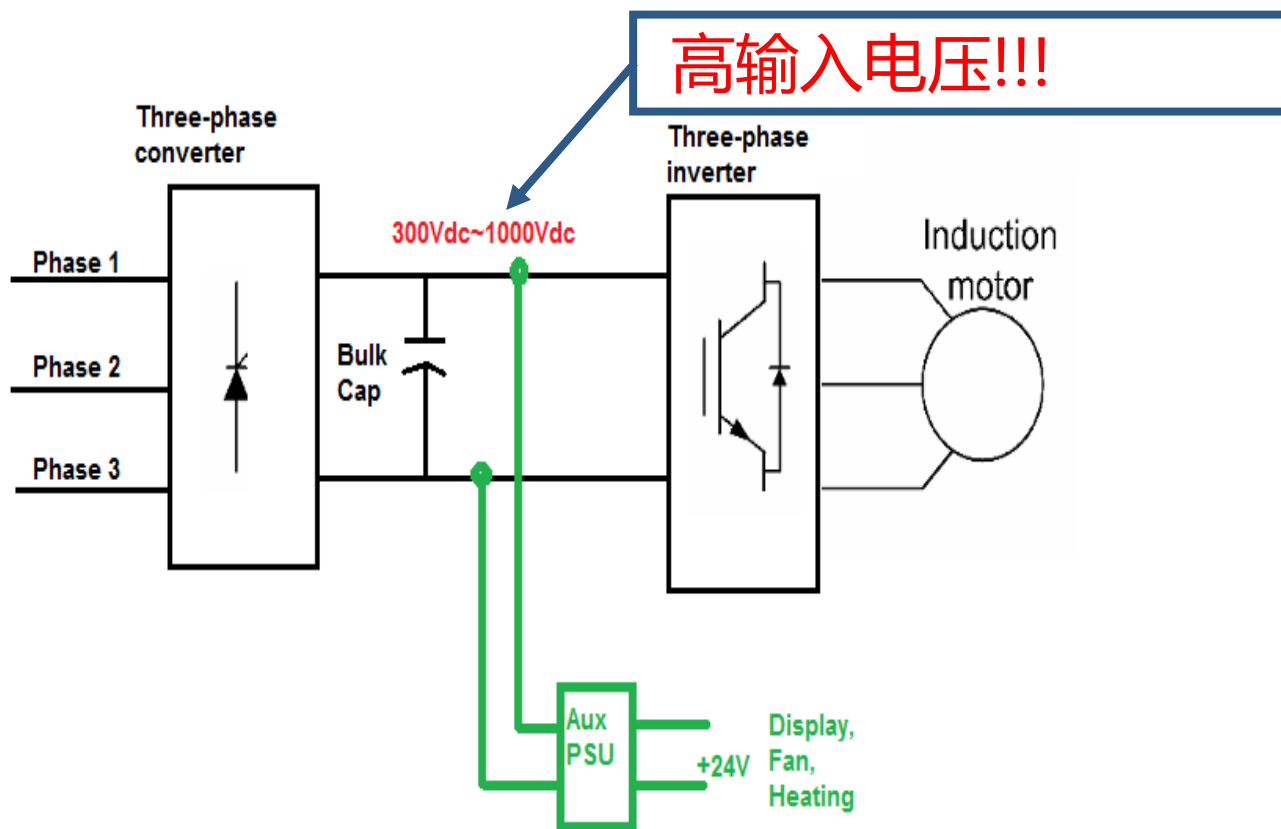 高输入电压!!!
Three-phase
converter
Three-phase
inverter
300Vdc~1000Vdc
Induction
motor
Phase 1
Phase 2
Phase 3
Bulk
Cap
Aux
PSU
+24V
Display,
Fan,
Heating